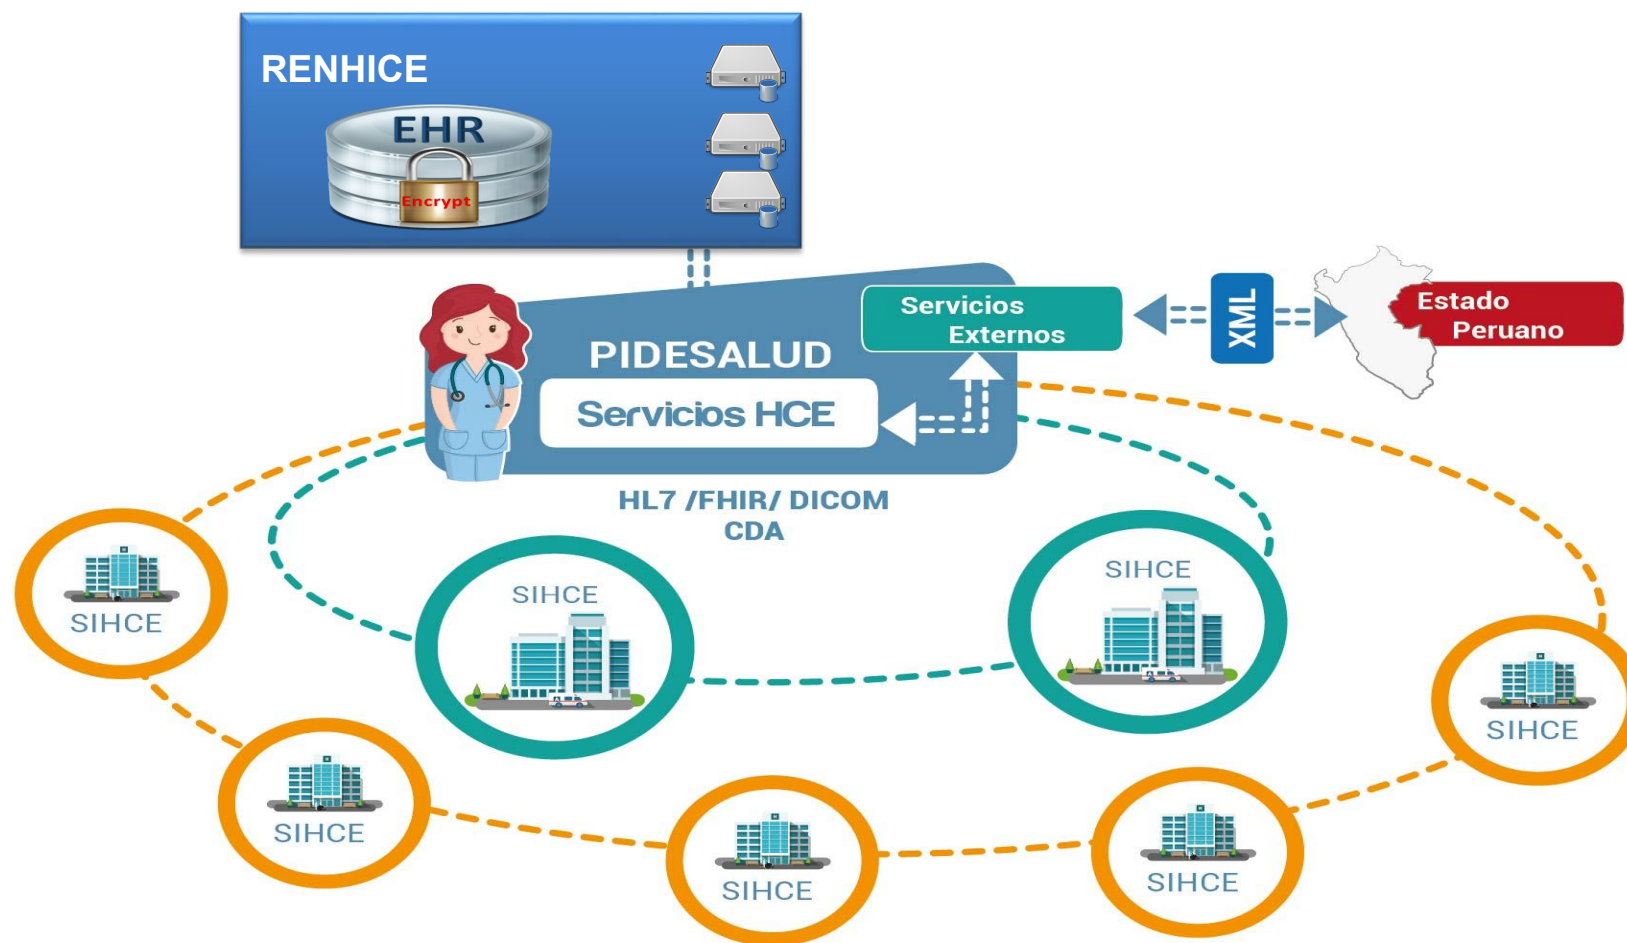 RENHICE
EHR
Encrypt
Servicios
Externos
XML
Estado
Peruano
PIDESALUD
Servicios HCE
HL7 /FHIR/ DICOM
CDA
SIHCE
SIHCE
SIHCE
SIHCE
SIHCE
SIHCE
SIHCE